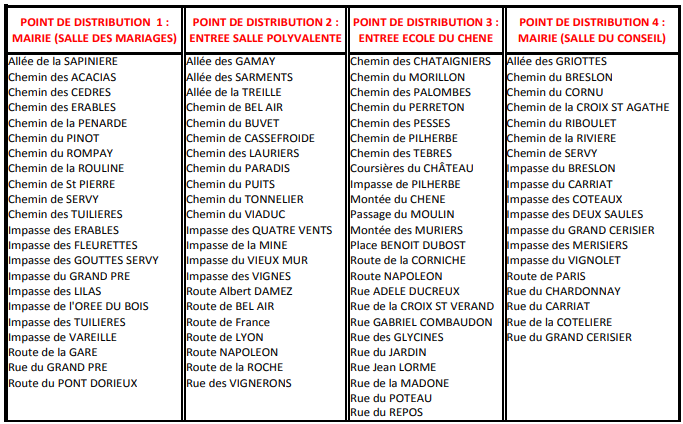 POINT DE DISTRIBUTION 1 :
MAIRIE (SALLE DES MARIAGES)
Allée de la SAPINIERE
Chemin des ACACIAS
Chemin des CEDRES
Chemin des ERABLES
Chemin de la PENARDE
Chemin du PINOT
Chemin du ROMPAY
Chemin de la ROULINE
Chemin de St PIERRE
Chemin de SERVY
Chemin des TUILIERES
Impasse des ERABLES
Impasse des FLEURETTES
Impasse des GOUTTES SERVY
Impasse du GRAND PRE
Impasse des LILAS
Impasse de l'OREE DU BOIS
Impasse des TUILIERES
Impasse de VAREILLE
Route de la GARE
Rue du GRAND PRE
Route du PONT DORIEUX
POINT DE DISTRIBUTION 2 :
ENTREE SALLE POLYVALENTE
Allée des GAMAY
Allée des SARMENTS
Allée de la TREILLE
Chemin de BEL AIR
Chemin du BUVET
Chemin de CASSEFROIDE
Chemin des LAURIERS
Chemin du PARADIS
Chemin du PUITS
Chemin du TONNELIER
Chemin du VIADUC
Impasse des QUATRE VENTS
Impasse de la MINE
Impasse du VIEUX MUR
Impasse des VIGNES
Route Albert DAMEZ
Route de BEL AIR
Route de France
Route de LYON
Route NAPOLEON
Route de la ROCHE
Rue des VIGNERONS
POINT DE DISTRIBUTION 3 :
ENTREE ECOLE DU CHENE
Chemin des CHATAIGNIERS
Chemin du MORILLON
Chemin des PALOMBES
Chemin du PERRETON
Chemin des PESSES
Chemin de PILHERBE
Chemin des TEBRES
Coursières du CHÂTEAU
Impasse de PILHERBE
Montée du CHENE
Passage du MOULIN
Montée des MURIERS
Place BENOIT DUBOST
Route de la CORNICHE
Route NAPOLEON
Rue ADELE DUCREUX
Rue de la CROIX ST VERAND
Rue GABRIEL COMBAUDON
Rue des GLYCINES
Rue du JARDIN
Rue Jean LORME
Rue de la MADONE
Rue du POTEAU
Rue du REPOS
POINT DE DISTRIBUTION 4 :
MAIRIE (SALLE DU CONSEIL)
Allée des GRIOTTES
Chemin du BRESLON
Chemin du CORNU
Chemin de la CROIX ST AGATHE
Chemin du RIBOULET
Chemin de la RIVIERE
Chemin de SERVY
Impasse du BRESLON
Impasse du CARRIAT
Impasse des COTEAUX
Impasse des DEUX SAULES
Impasse du GRAND CERISIER
Impasse des MERISIERS
Impasse du VIGNOLET
Route de PARIS
Rue du CHARDONNAY
Rue du CARRIAT
Rue de la COTELIERE
Rue du GRAND CERISIER